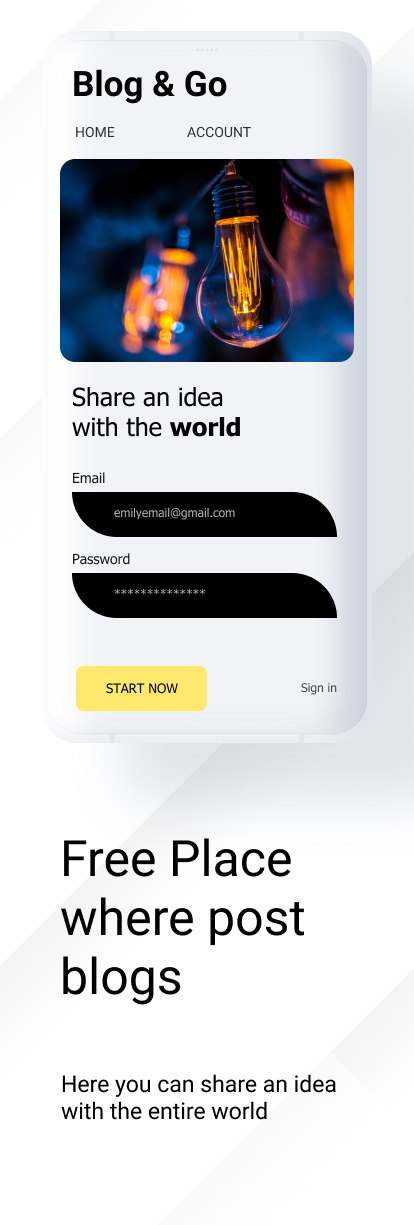 Blog & Go
HOME ACCOUNT
Share an idea
with the world
Email
emilyemail@gmail.com
Password
**************
START NOW Sign in
Free Place
where post
blogs
Here you can share an idea
with the entire world